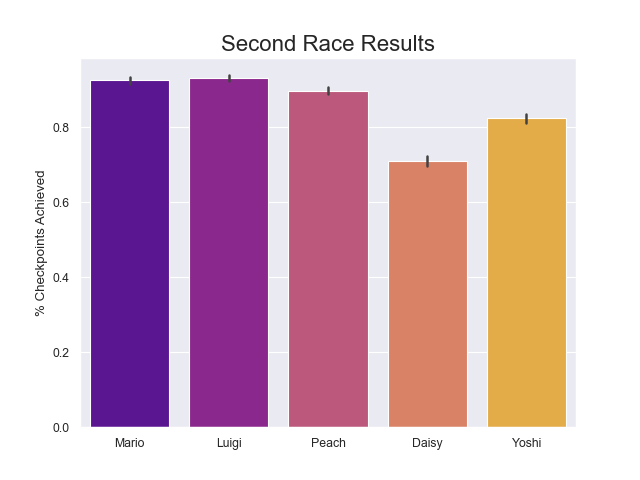 Second Race Results
% Checkpoints Achieved
0.8
0.6
0.4
0.2
0.0
Mario Luigi Peach Daisy Yoshi